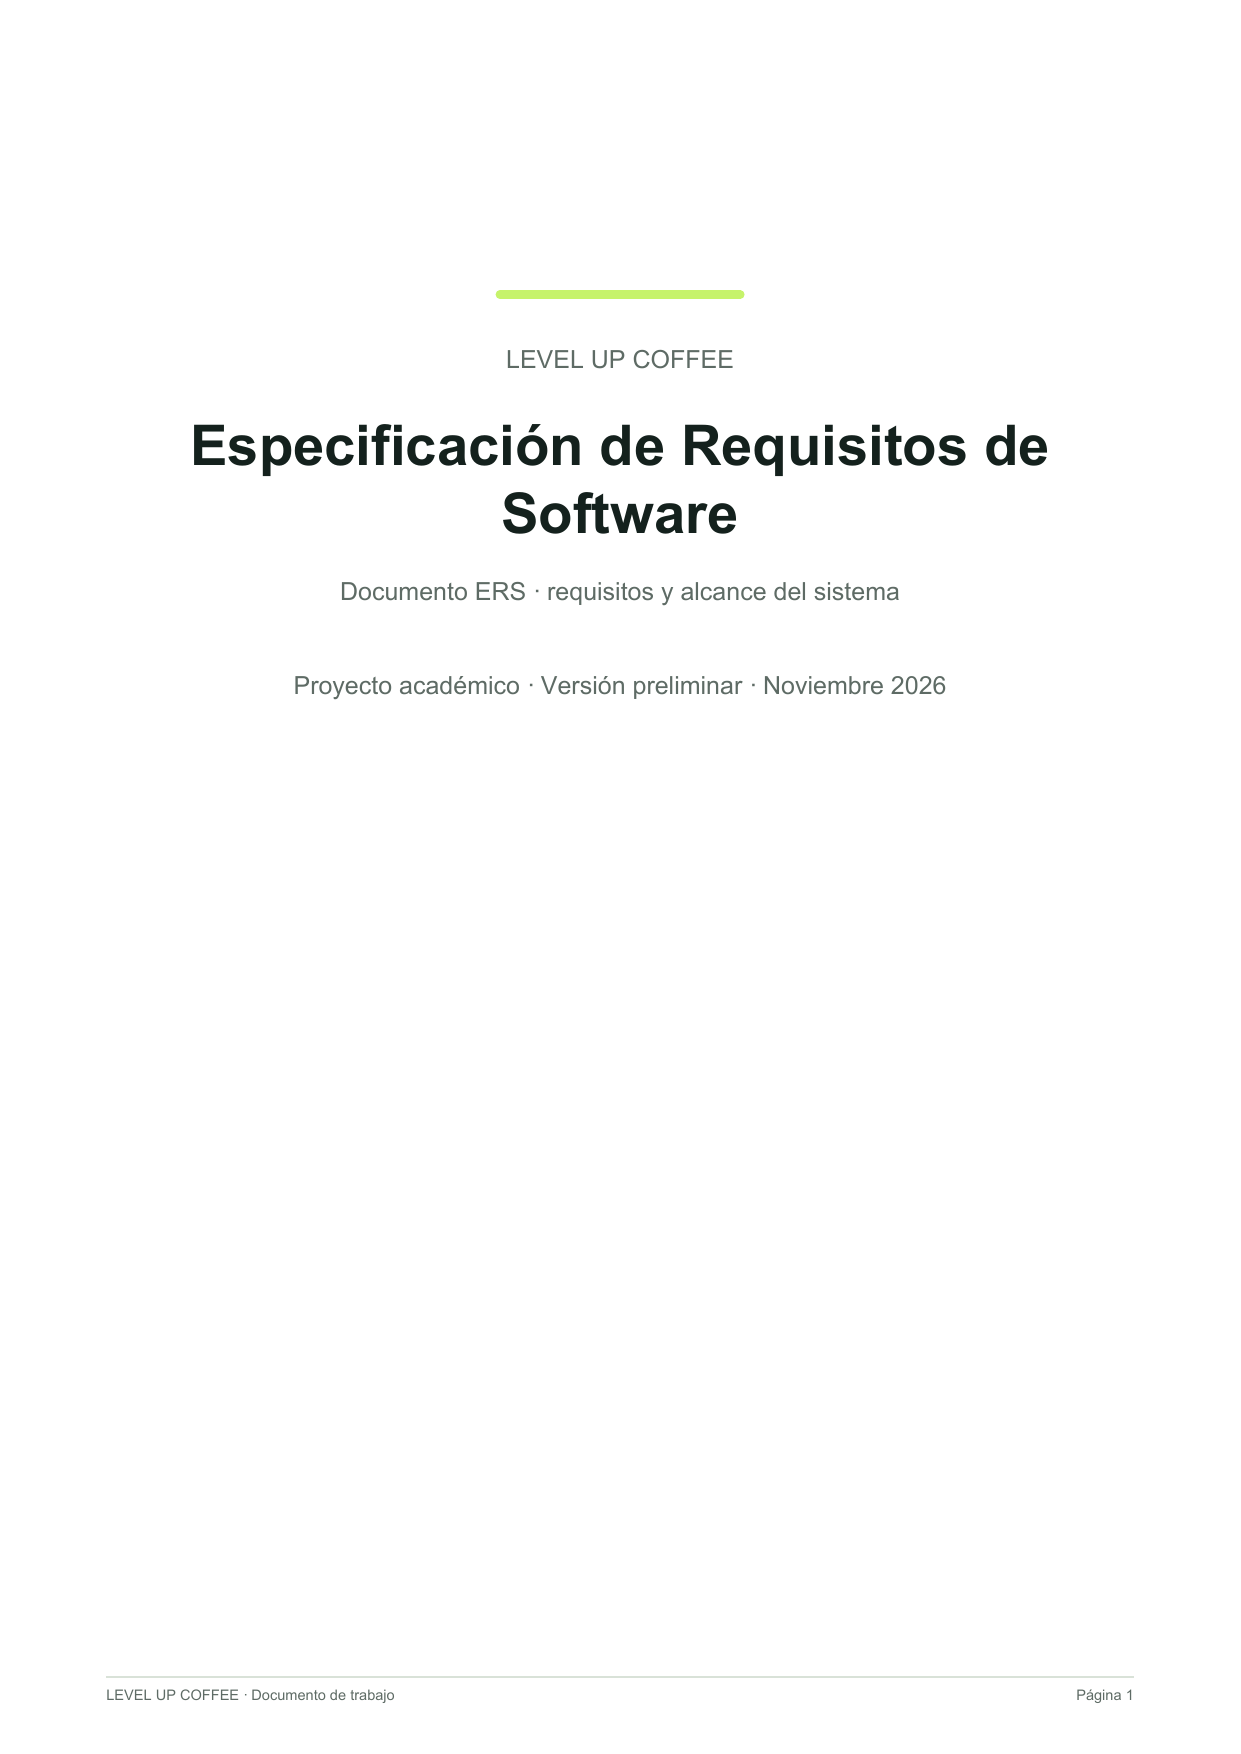 LEVEL UP COFFEE
Especificación de Requisitos de
Software
Documento ERS · requisitos y alcance del sistema
Proyecto académico · Versión preliminar · Noviembre 2026
LEVEL UP COFFEE · Documento de trabajo
Página 1